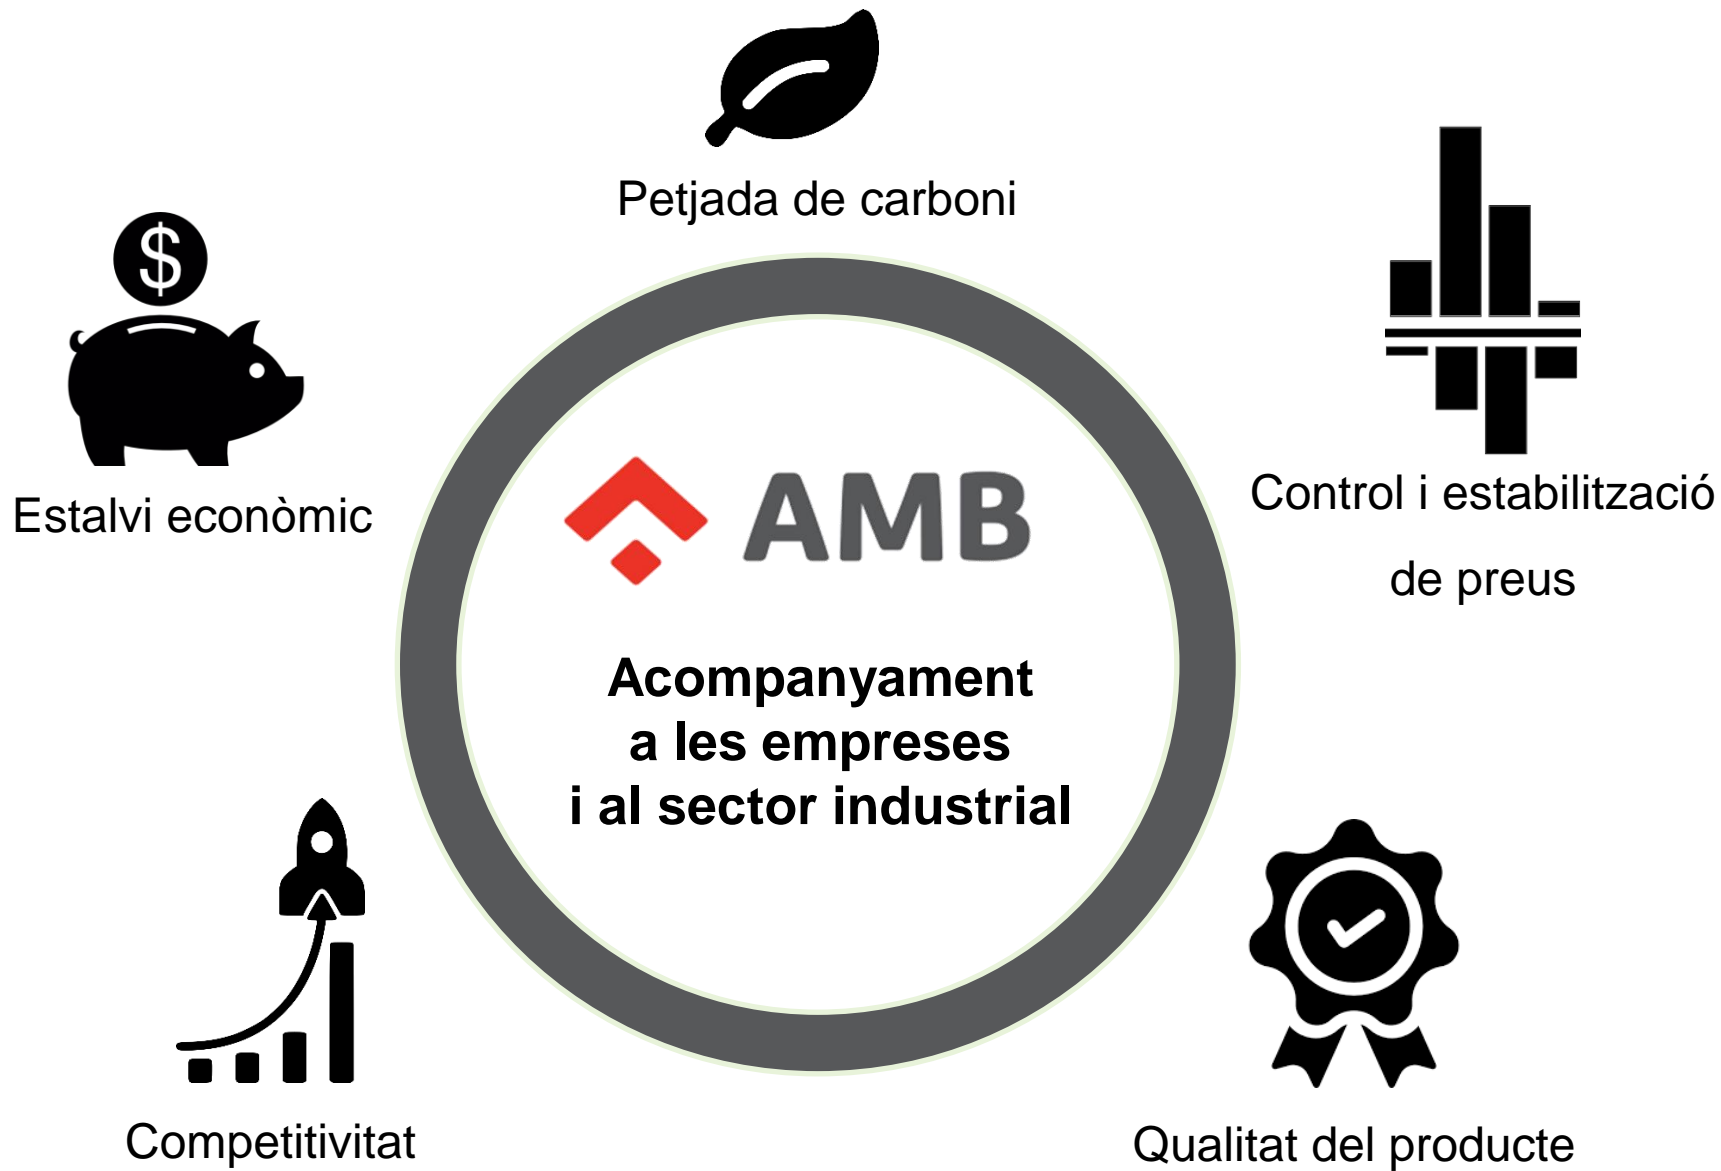 Petjada de carboni
$
Estalvi econòmic
Control i estabilització
de preus
AMB
Acompanyament
a les empreses
i al sector industrial
Competitivitat
Qualitat del producte